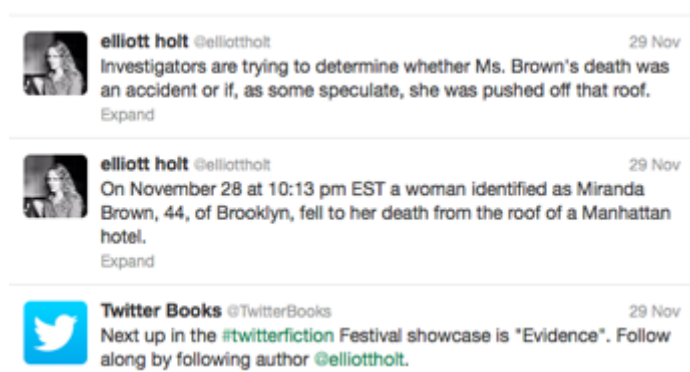 elliott holt @elliottholt 29 Nov
Investigators are trying to determine whether Ms. Brown's death was
an accident or if, as some speculate, she was pushed off that roof.
Expand
elliott holt @elliottholt 29 Nov
On November 28 at 10:13 pm EST a woman identified as Miranda
Brown, 44, of Brooklyn, fell to her death from the roof of a Manhattan
hotel.
Expand
Twitter Books @TwitterBooks 29 Nov
Next up in the #twitterfiction Festival showcase is "Evidence". Follow
along by following author @elliottholt.